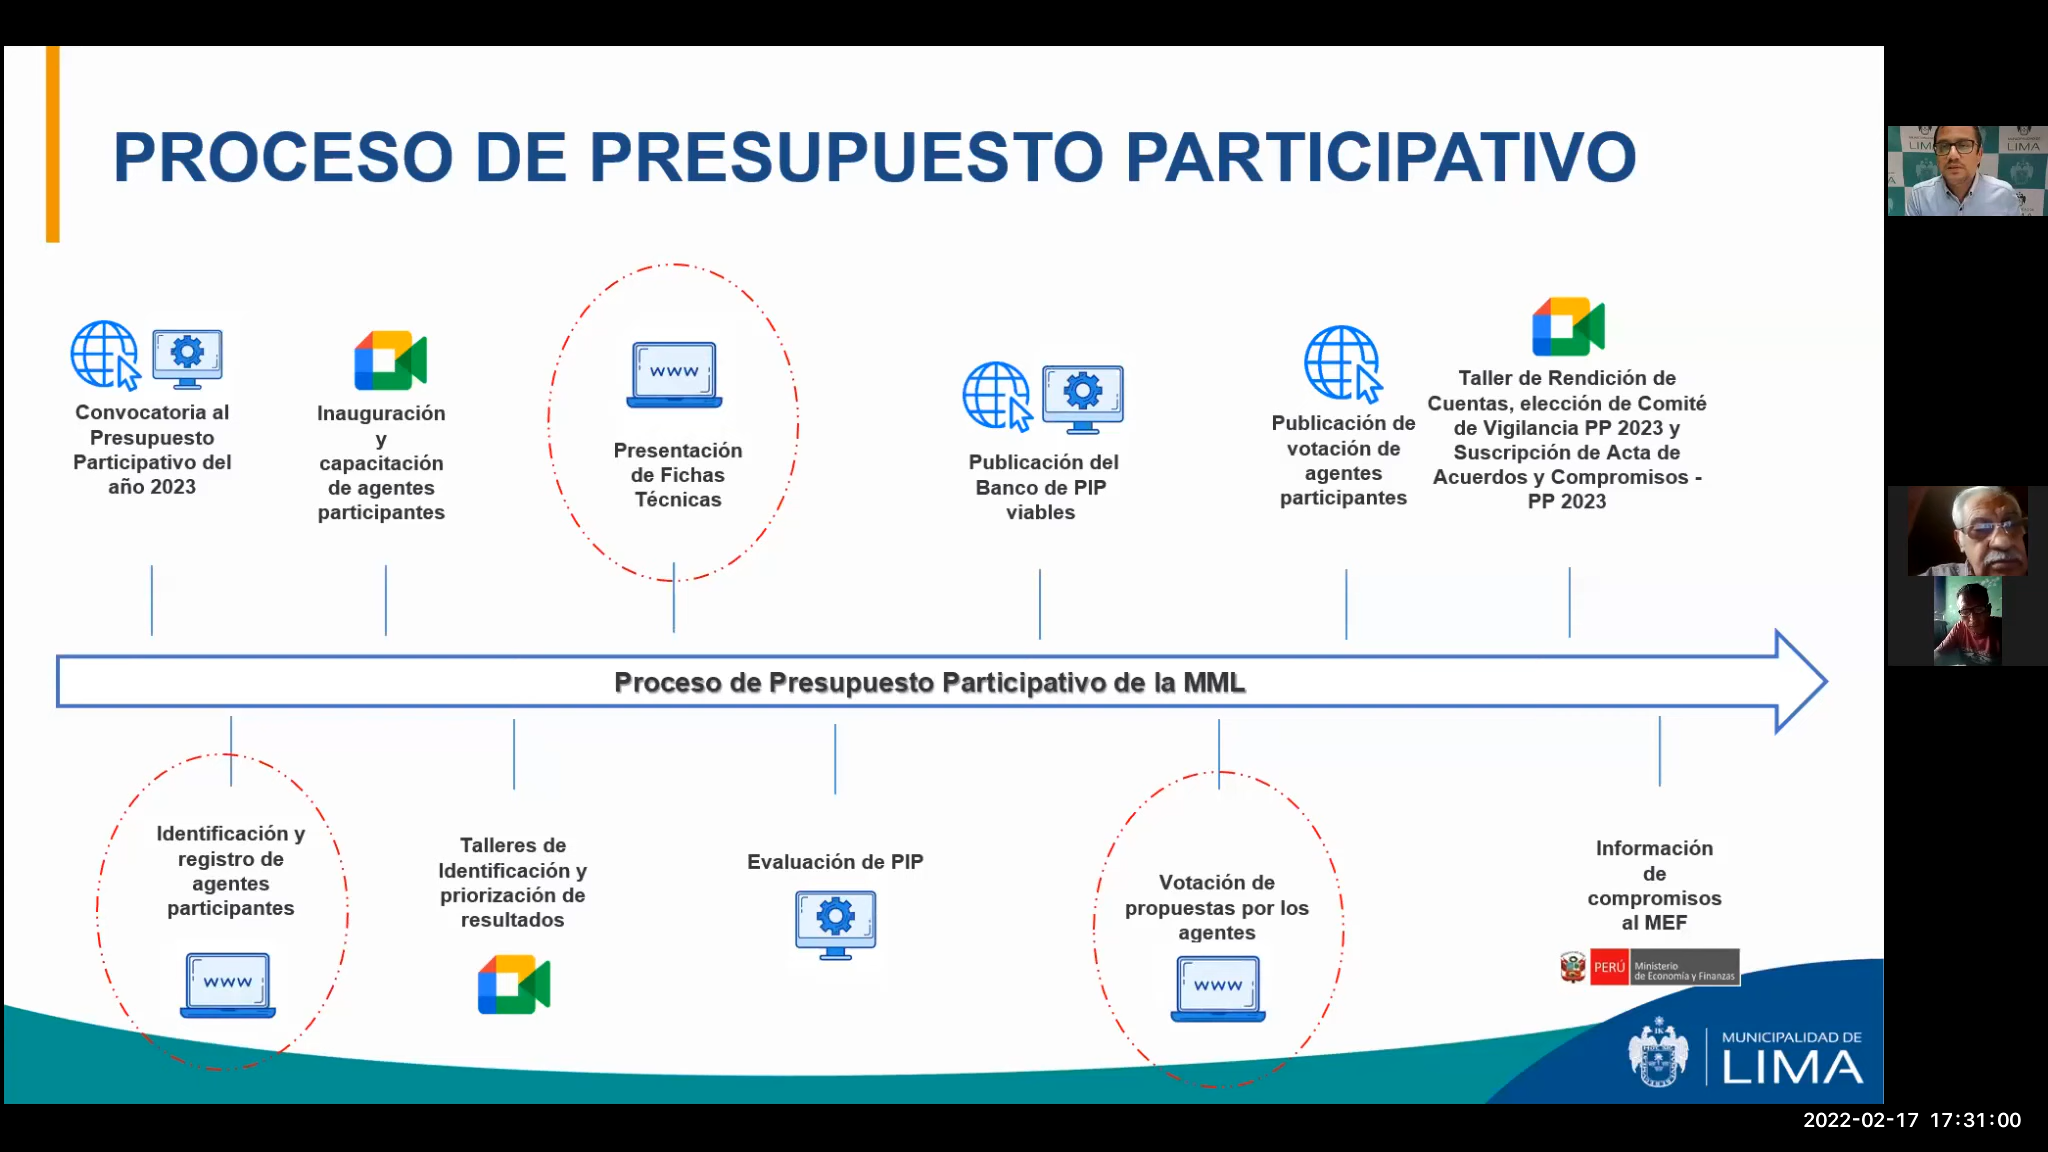 PROCESO DE PRESUPUESTO PARTICIPATIVO
Convocatoria al
Presupuesto
Participativo del
año 2023
Inauguración
y
capacitación
de agentes
participantes
www
Presentación
de Fichas
Técnicas
Publicación del
Banco de PIP
viables
Publicación de
votación de
agentes
participantes
Taller de Rendición de
Cuentas, elección de Comité
de Vigilancia PP 2023 y
Suscripción de Acta de
Acuerdos y Compromisos -
PP 2023
Proceso de Presupuesto Participativo de la MML
Identificación y
registro de
agentes
participantes
www
Talleres de
Identificación y
priorización de
resultados
Evaluación de PIP
Votación de
propuestas por los
agentes
www
Información
de
compromisos
al MEF
PERÚ
Ministerio
de Economía y Finanzas
MUNICIPALIDAD DE
LIMA
LIMA
LIMA
2022-02-17 17:31:00